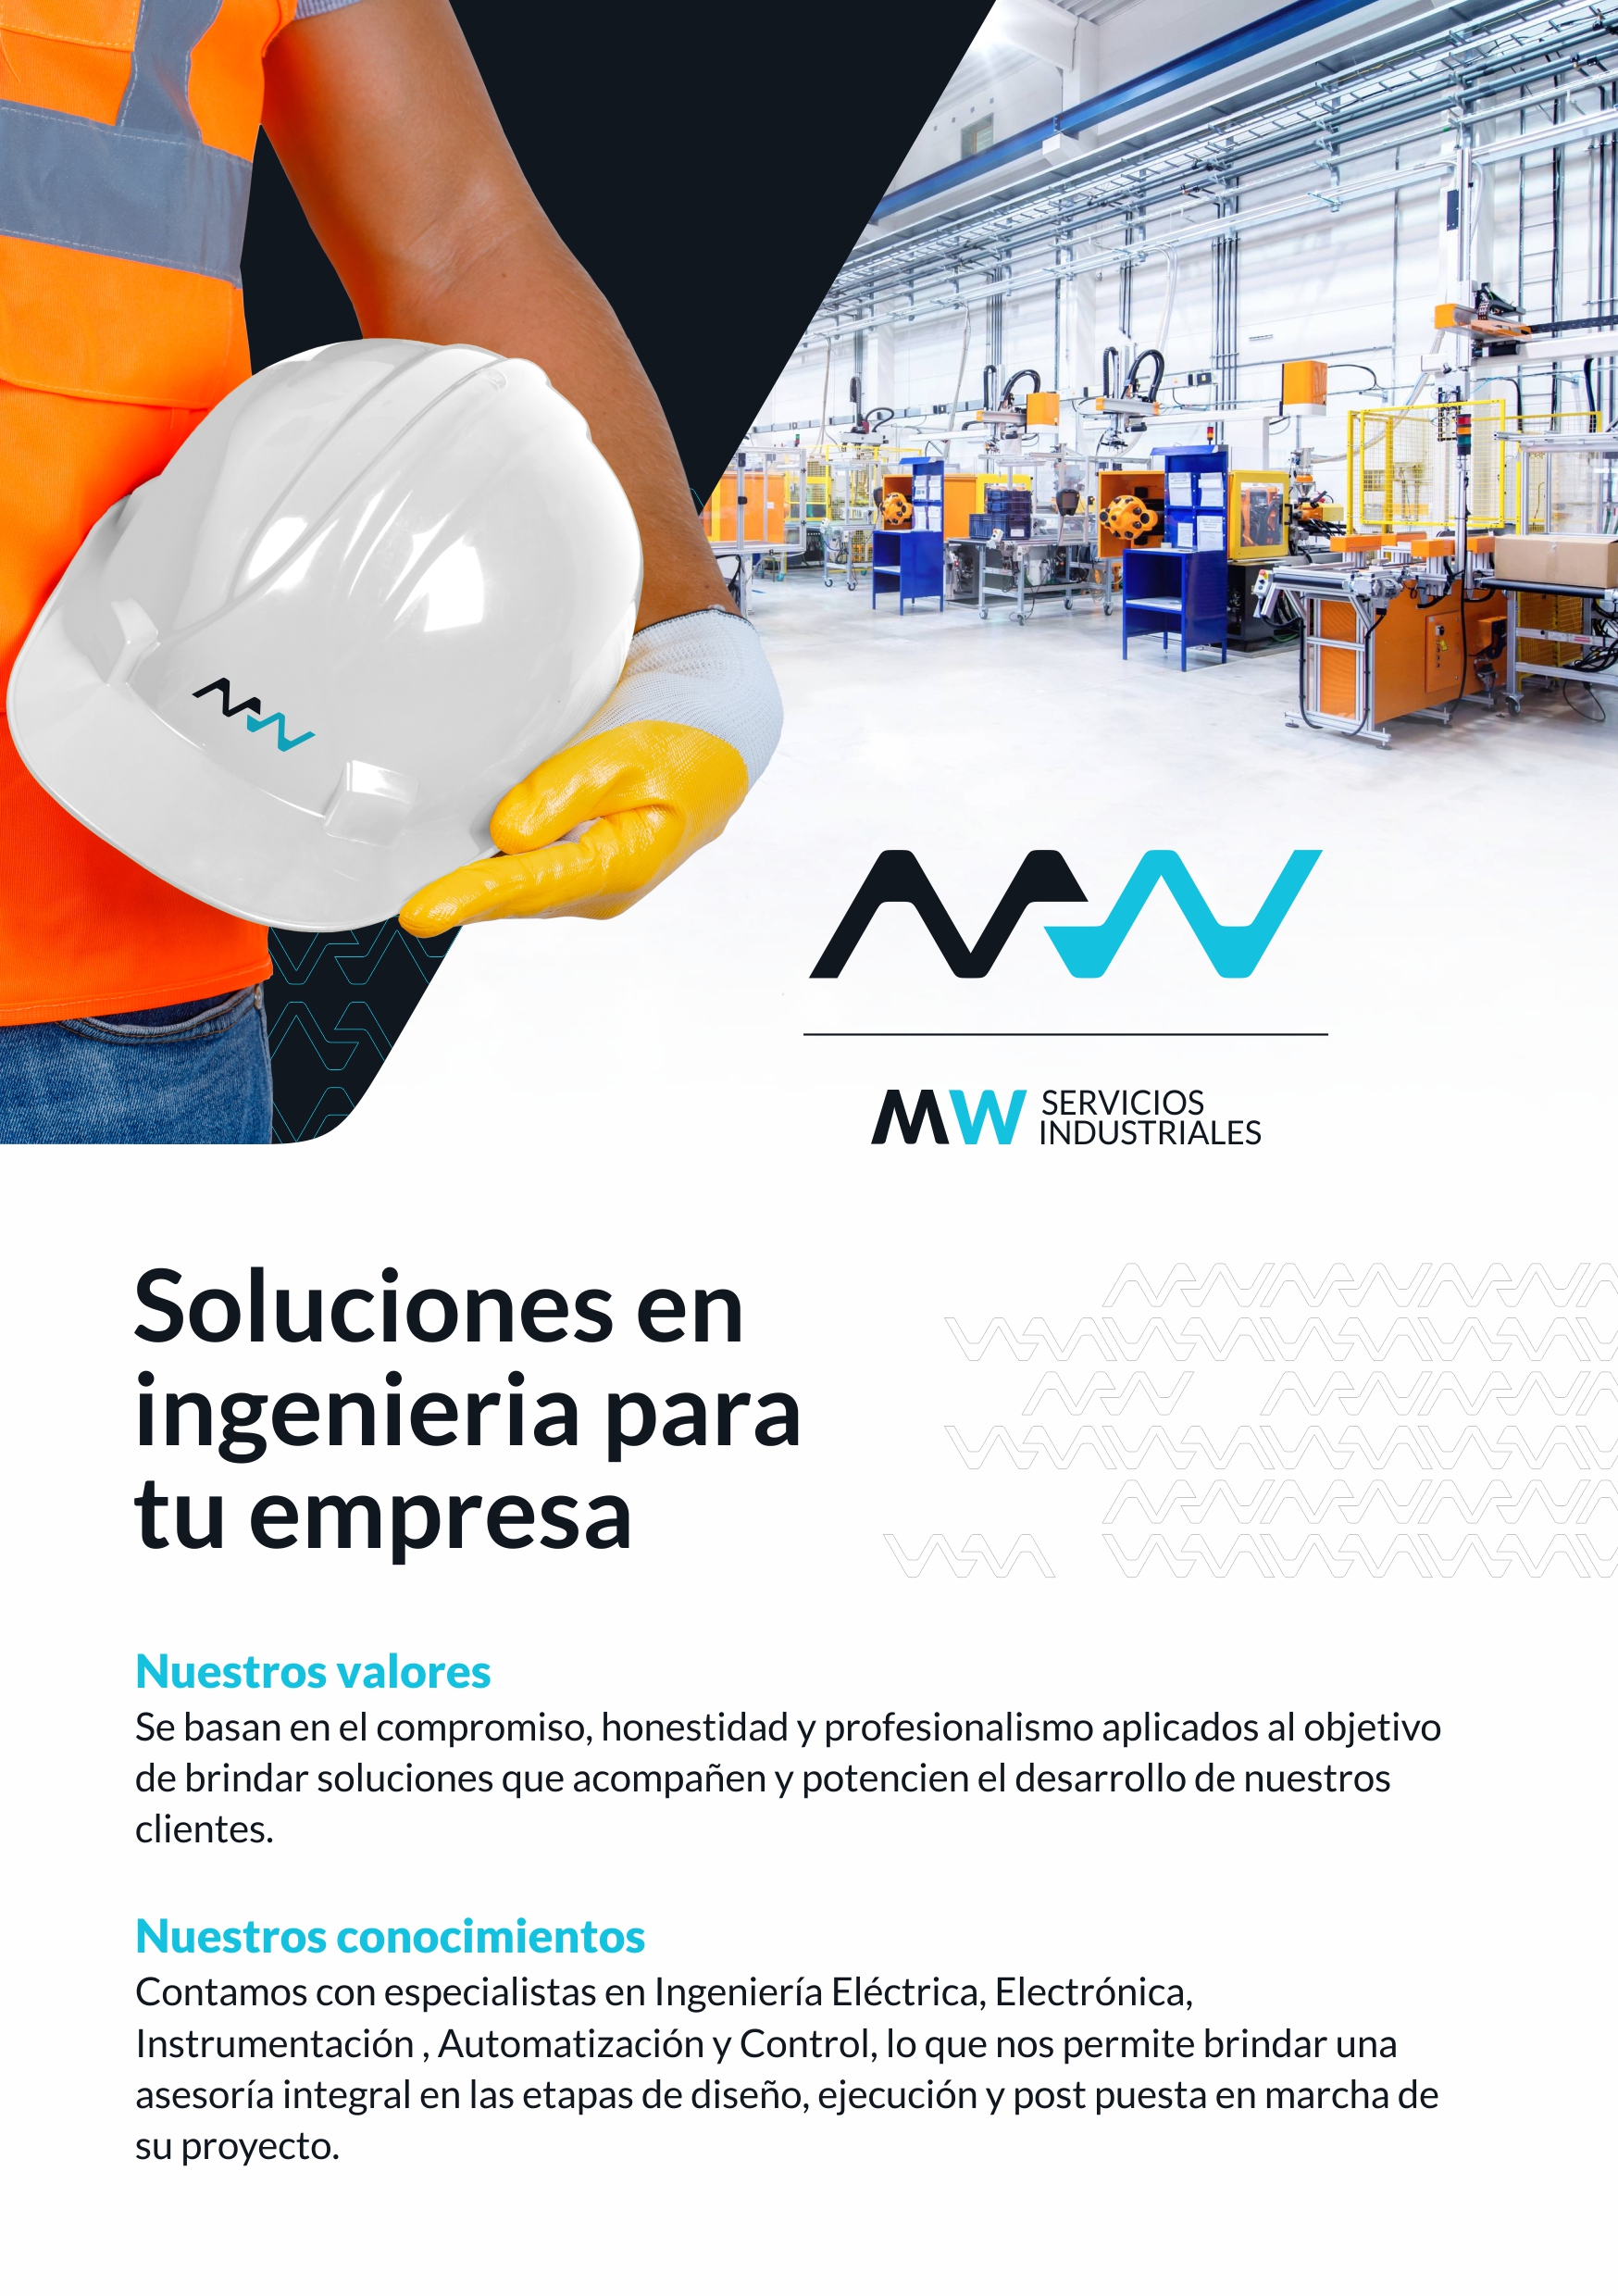 MW
MW SERVICIOS
INDUSTRIALES
Soluciones en
ingenieria para
tu empresa
Nuestros valores
Se basan en el compromiso, honestidad y profesionalismo aplicados al objetivo
de brindar soluciones que acompañen y potencien el desarrollo de nuestros
clientes.
Nuestros conocimientos
Contamos con especialistas en Ingeniería Eléctrica, Electrónica,
Instrumentación , Automatización y Control, lo que nos permite brindar una
asesoría integral en las etapas de diseño, ejecución y post puesta en marcha de
su proyecto.